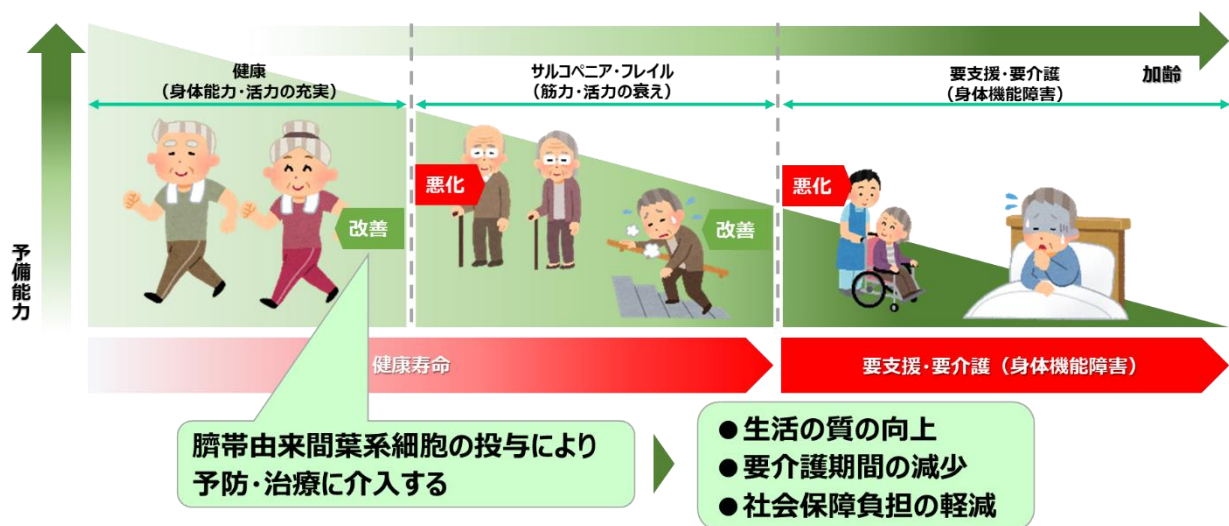 健康
(身体能力・活力の充実)
サルコペニア・フレイル
(筋力・活力の衰え)
要支援・要介護
(身体機能障害)
加齢
予備能力
改善
悪化
改善
悪化
健康寿命
要支援・要介護（身体機能障害）
臍帯由来間葉系細胞の投与により
予防・治療に介入する
●生活の質の向上
●要介護期間の減少
●社会保障負担の軽減